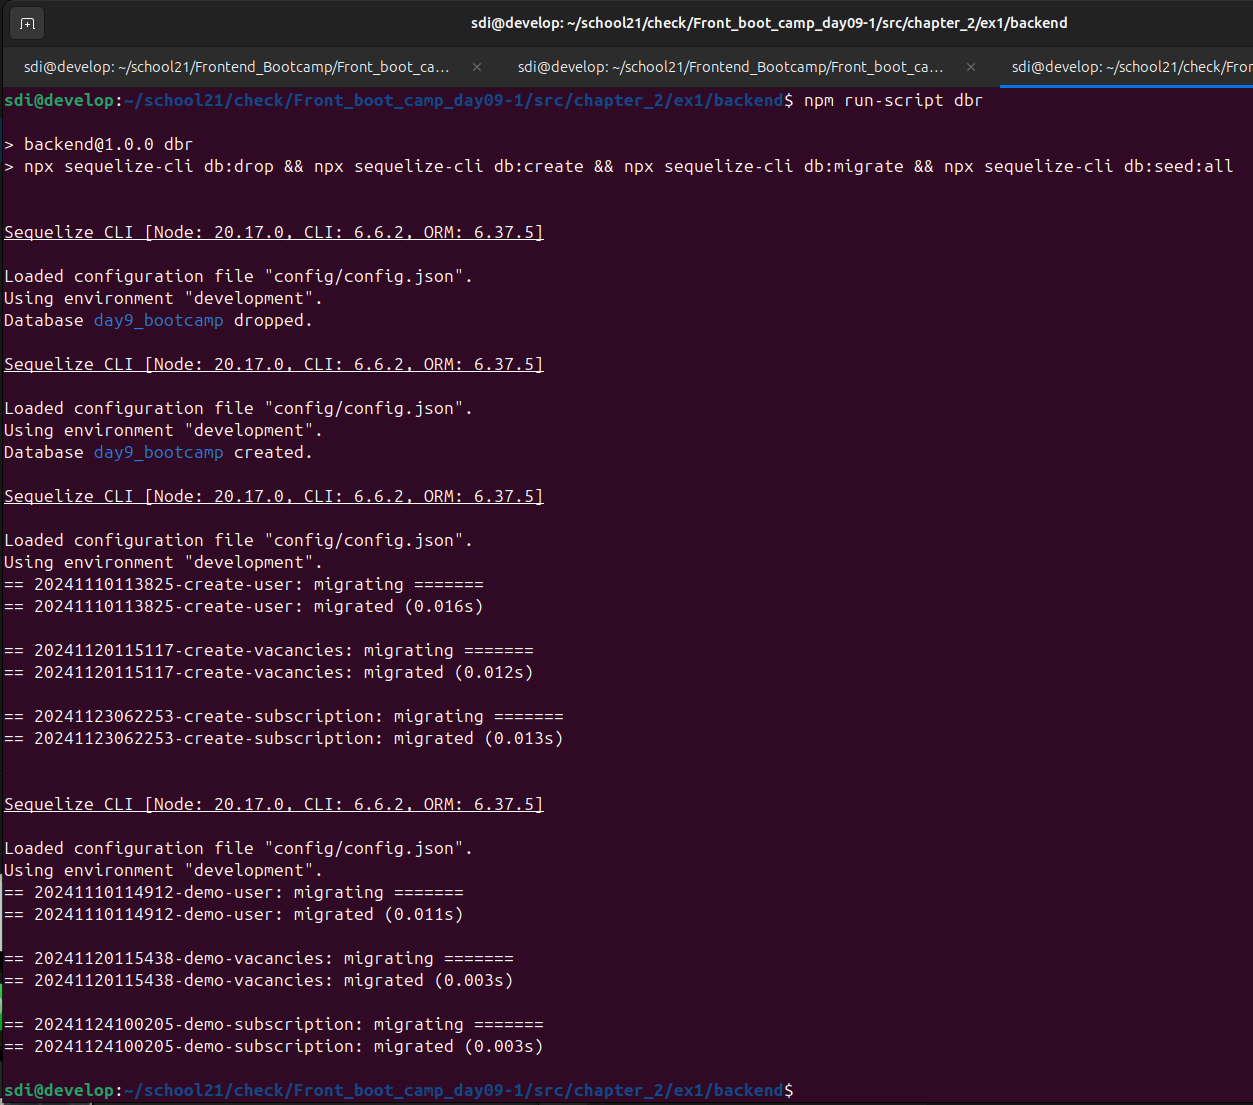 sdi@develop: ~/school21/check/Front_boot_camp_day09-1/src/chapter_2/ex1/backend
sdi@develop: ~/school21/Frontend_Bootcamp/Front_boot_ca... × sdi@develop: ~/school21/Frontend_Bootcamp/Front_boot_ca... × sdi@develop: ~/school21/check/Fron
sdi@develop:~/school21/check/Front_boot_camp_day09-1/src/chapter_2/ex1/backend$ npm run-script dbr
> backend@1.0.0 dbr
> npx sequelize-cli db:drop && npx sequelize-cli db:create && npx sequelize-cli db:migrate && npx sequelize-cli db:seed:all
Sequelize CLI [Node: 20.17.0, CLI: 6.6.2, ORM: 6.37.5]
Loaded configuration file "config/config.json".
Using environment "development".
Database day9_bootcamp dropped.
Sequelize CLI [Node: 20.17.0, CLI: 6.6.2, ORM: 6.37.5]
Loaded configuration file "config/config.json".
Using environment "development".
Database day9_bootcamp created.
Sequelize CLI [Node: 20.17.0, CLI: 6.6.2, ORM: 6.37.5]
Loaded configuration file "config/config.json".
Using environment "development".
== 20241110113825-create-user: migrating =======
== 20241110113825-create-user: migrated (0.016s)
== 20241120115117-create-vacancies: migrating =======
== 20241120115117-create-vacancies: migrated (0.012s)
== 20241123062253-create-subscription: migrating =======
== 20241123062253-create-subscription: migrated (0.013s)
Sequelize CLI [Node: 20.17.0, CLI: 6.6.2, ORM: 6.37.5]
Loaded configuration file "config/config.json".
Using environment "development".
== 20241110114912-demo-user: migrating =======
== 20241110114912-demo-user: migrated (0.011s)
== 20241120115438-demo-vacancies: migrating =======
== 20241120115438-demo-vacancies: migrated (0.003s)
== 20241124100205-demo-subscription: migrating =======
== 20241124100205-demo-subscription: migrated (0.003s)
sdi@develop:~/school21/check/Front_boot_camp_day09-1/src/chapter_2/ex1/backend$